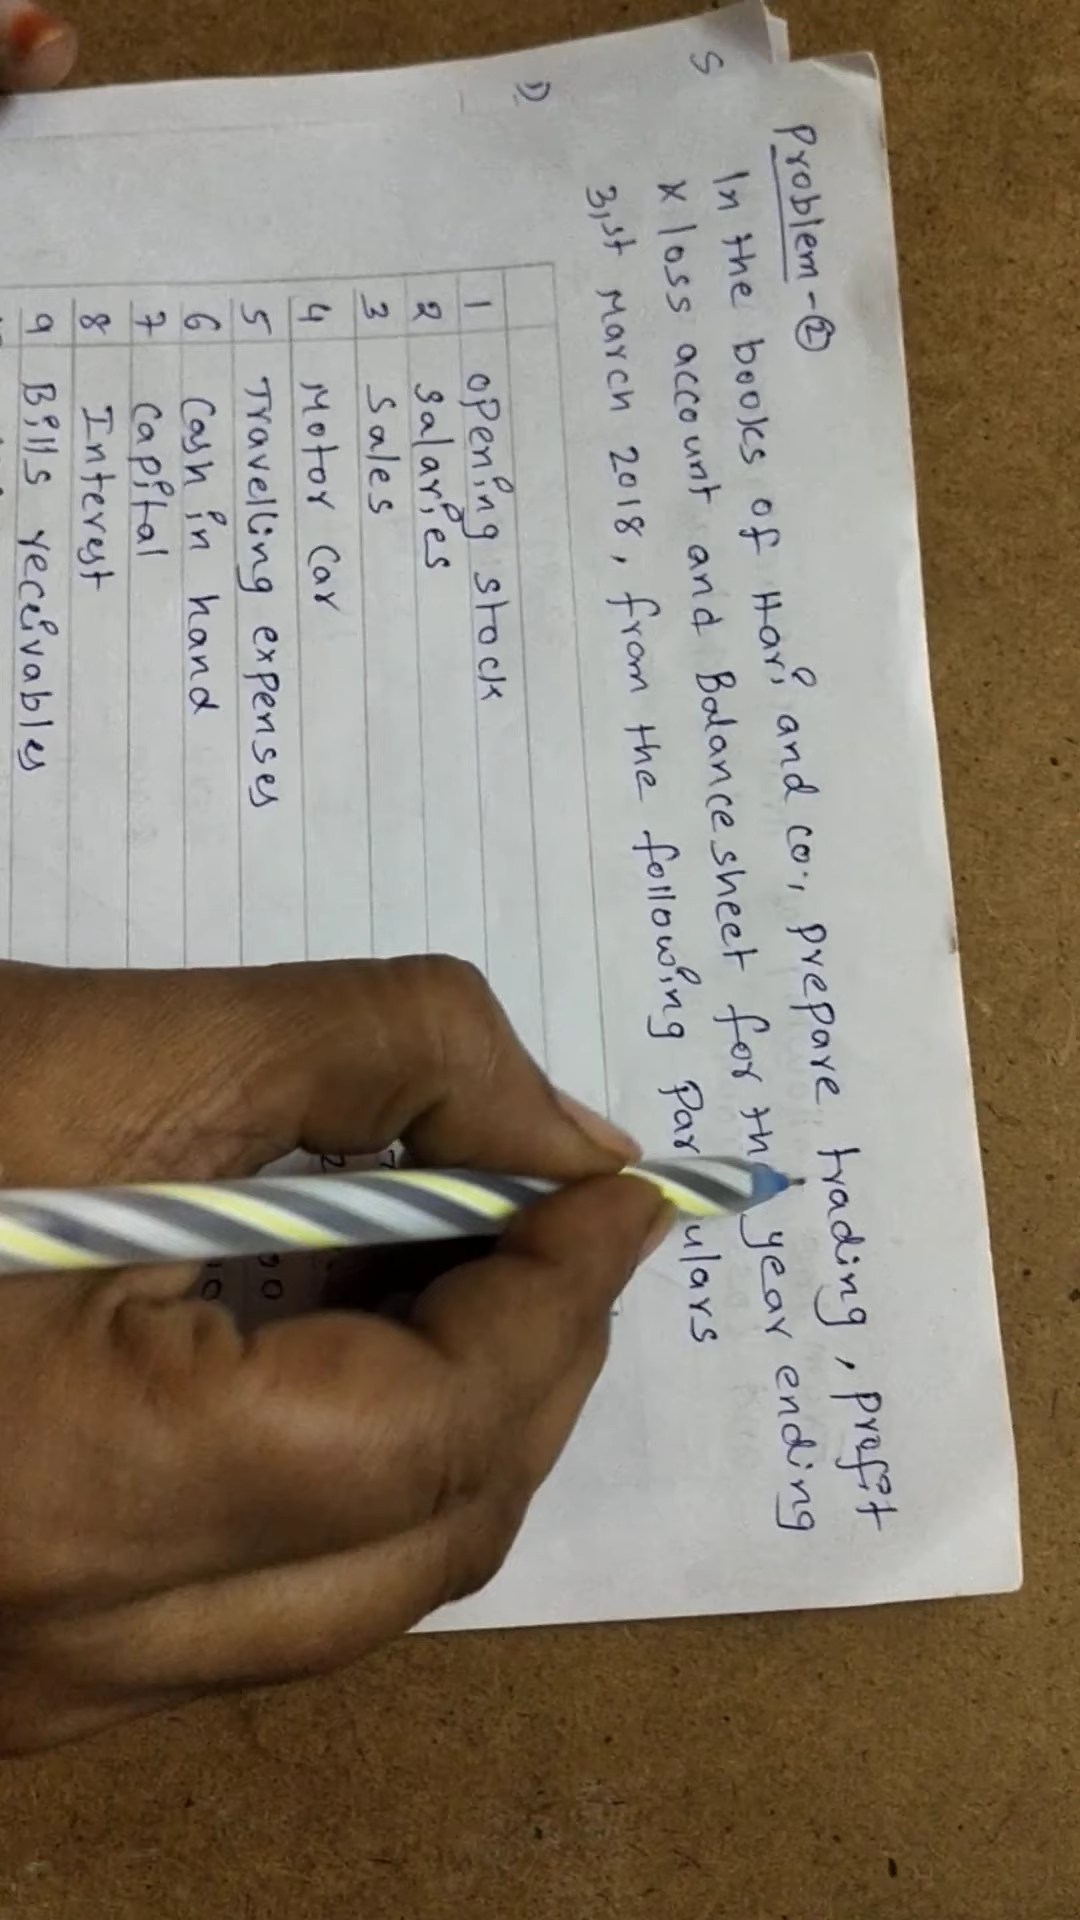 Problem-②
In the books of Hari and co., prepare trading, profit
x loss account and Balance sheet for the year ending
31st March 2018, from the following
1 opening stock
2 Salaries
3 Sales
4 Motor Car
5 Travelling expenses
6 Cash in hand
7 Capital
8 Interest
9 Bills receivables